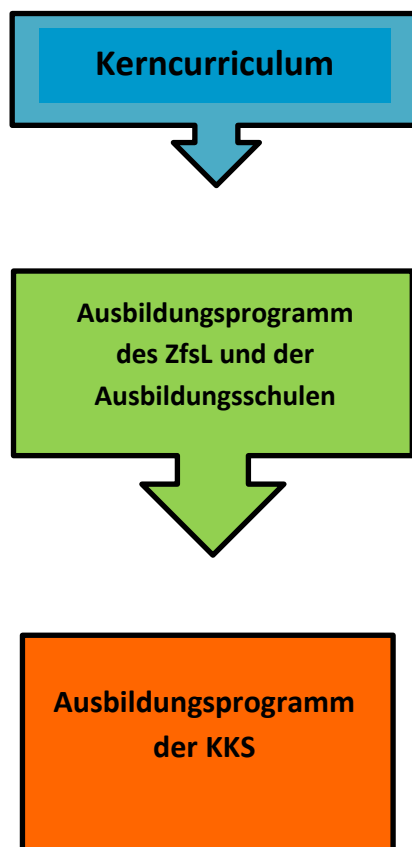 Kerncurriculum
Ausbildungsprogramm
des ZfsL und der
Ausbildungsschulen
Ausbildungsprogramm
der KKS